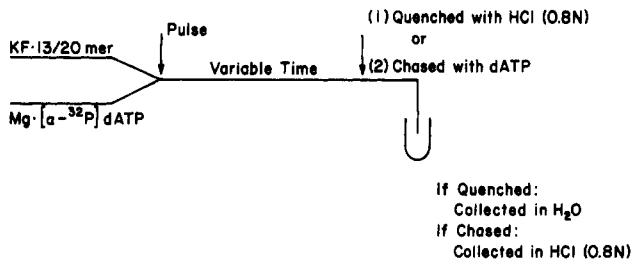 (1) Quenched with HCl (0.8N)
Pulse
or
KF·13/20 mer
Variable Time
(2) Chased with dATP
Mg·[α-³²P] dATP
If Quenched:
Collected in H₂O
If Chased:
Collected in HCl (0.8N)